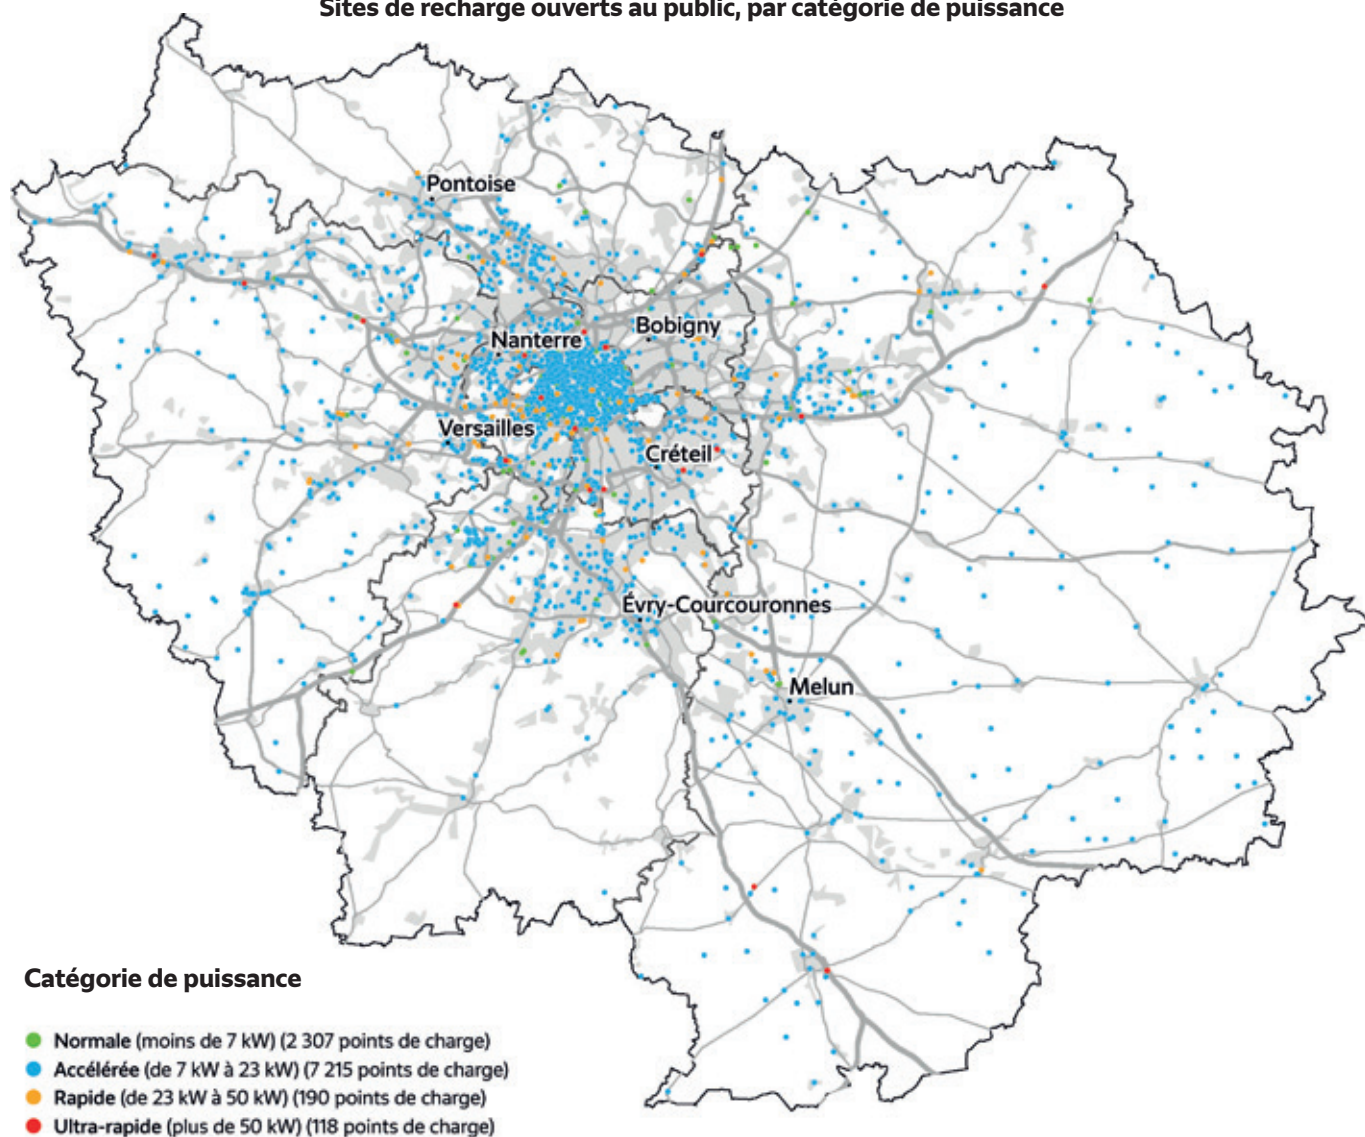 Sites de recharge ouverts au public, par catégorie de puissance
Pontoise
Nanterre
Bobigny
Versailles
Créteil
Évry-Courcouronnes
Melun
Catégorie de puissance
Normale (moins de 7 kW) (2 307 points de charge)
Accélérée (de 7 kW à 23 kW) (7 215 points de charge)
Rapide (de 23 kW à 50 kW) (190 points de charge)
Ultra-rapide (plus de 50 kW) (118 points de charge)